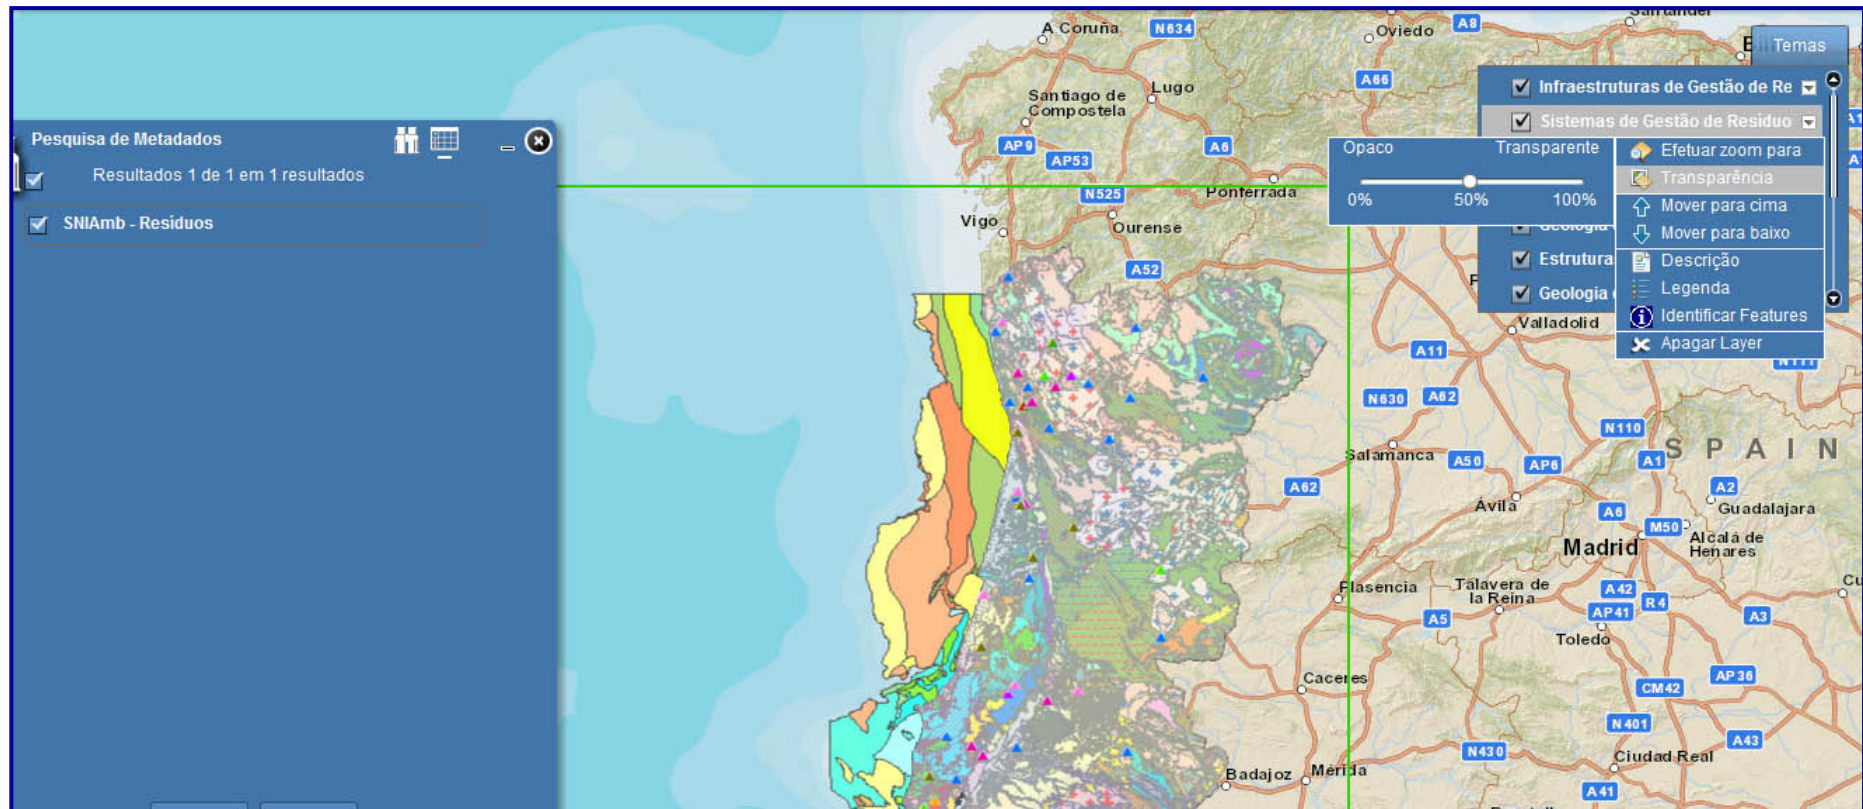 Pesquisa de Metadados
Resultados 1 de 1 em 1 resultados
SNIAmb - Resíduos
Temas
Infraestruturas de Gestão de Re
Sistemas de Gestão de Resíduo
Opaco Transparente
0% 50% 100%
Efetuar zoom para
Transparência
Mover para cima
Mover para baixo
Descrição
Legenda
Identificar Features
Apagar Layer
Geologia
Estrutura
Geologia
A Coruña
N634
Oviedo
A8
Santander
A66
Lugo
Santiago de
Compostela
AP9
AP53
A6
N525
Ponferrada
Vigo
Ourense
A52
Valladolid
A11
N111
N630
A62
N110
SPAIN
Salamanca
A50
AP6
A1
A62
A2
Ávila
Guadalajara
A6
M50
Alcalá de
Henares
Madrid
Plasencia
Talavera de
la Reina
A42
R4
AP41
A5
A3
Toledo
Caceres
AP36
CM42
N401
A43
N430
Ciudad Real
Badajoz
Mérida
A41